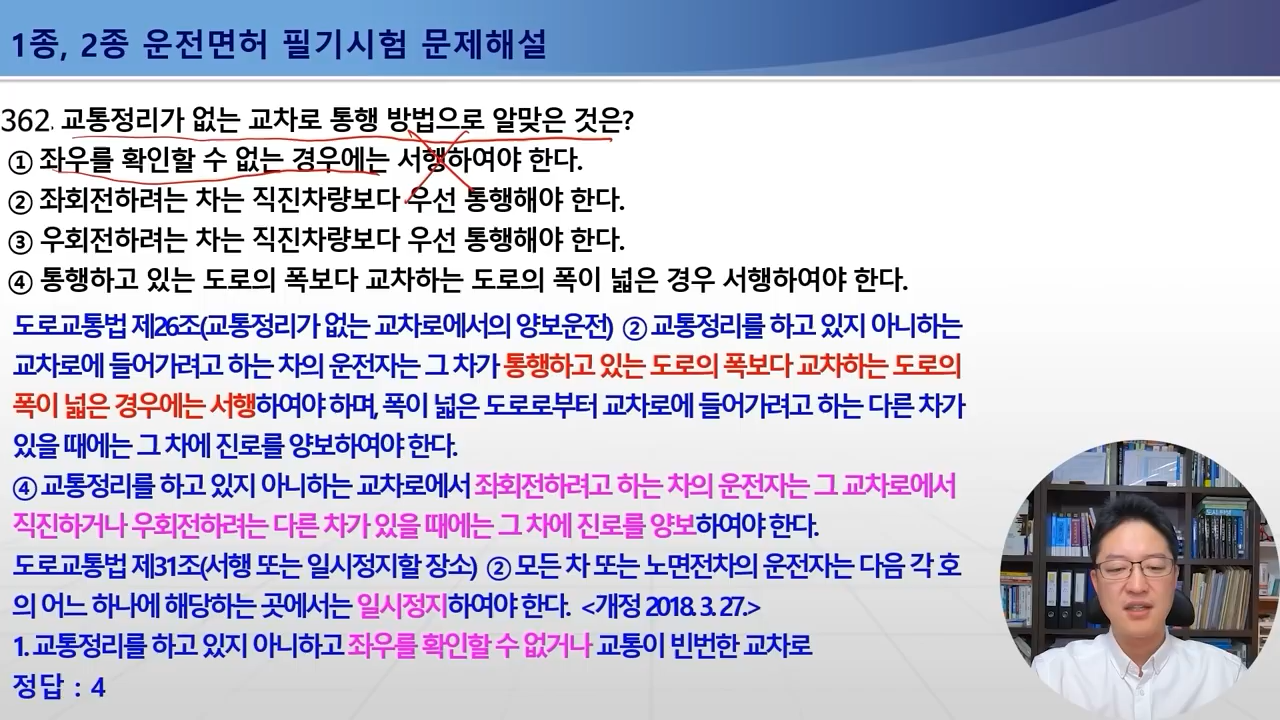 1종, 2종 운전면허 필기시험 문제해설
362. 교통정리가 없는 교차로 통행 방법으로 알맞은 것은?
① 좌우를 확인할 수 없는 경우에는 서행하여야 한다.
② 좌회전하려는 차는 직진차량보다 우선 통행해야 한다.
③ 우회전하려는 차는 직진차량보다 우선 통행해야 한다.
④ 통행하고 있는 도로의 폭보다 교차하는 도로의 폭이 넓은 경우 서행하여야 한다.
도로교통법 제26조(교통정리가 없는 교차로에서의 양보운전) ② 교통정리를 하고 있지 아니하는
교차로에 들어가려고 하는 차의 운전자는 그 차가 통행하고 있는 도로의 폭보다 교차하는 도로의
폭이 넓은 경우에는 서행하여야 하며, 폭이 넓은 도로로부터 교차로에 들어가려고 하는 다른 차가
있을 때에는 그 차에 진로를 양보하여야 한다.
④ 교통정리를 하고 있지 아니하는 교차로에서 좌회전하려고 하는 차의 운전자는 그 교차로에서
직진하거나 우회전하려는 다른 차가 있을 때에는 그 차에 진로를 양보하여야 한다.
도로교통법 제31조(서행 또는 일시정지할 장소) ② 모든 차 또는 노면전차의 운전자는 다음 각 호
의 어느 하나에 해당하는 곳에서는 일시정지하여야 한다. <개정 2018. 3. 27.>
1. 교통정리를 하고 있지 아니하고 좌우를 확인할 수 없거나 교통이 빈번한 교차로
정답 : 4